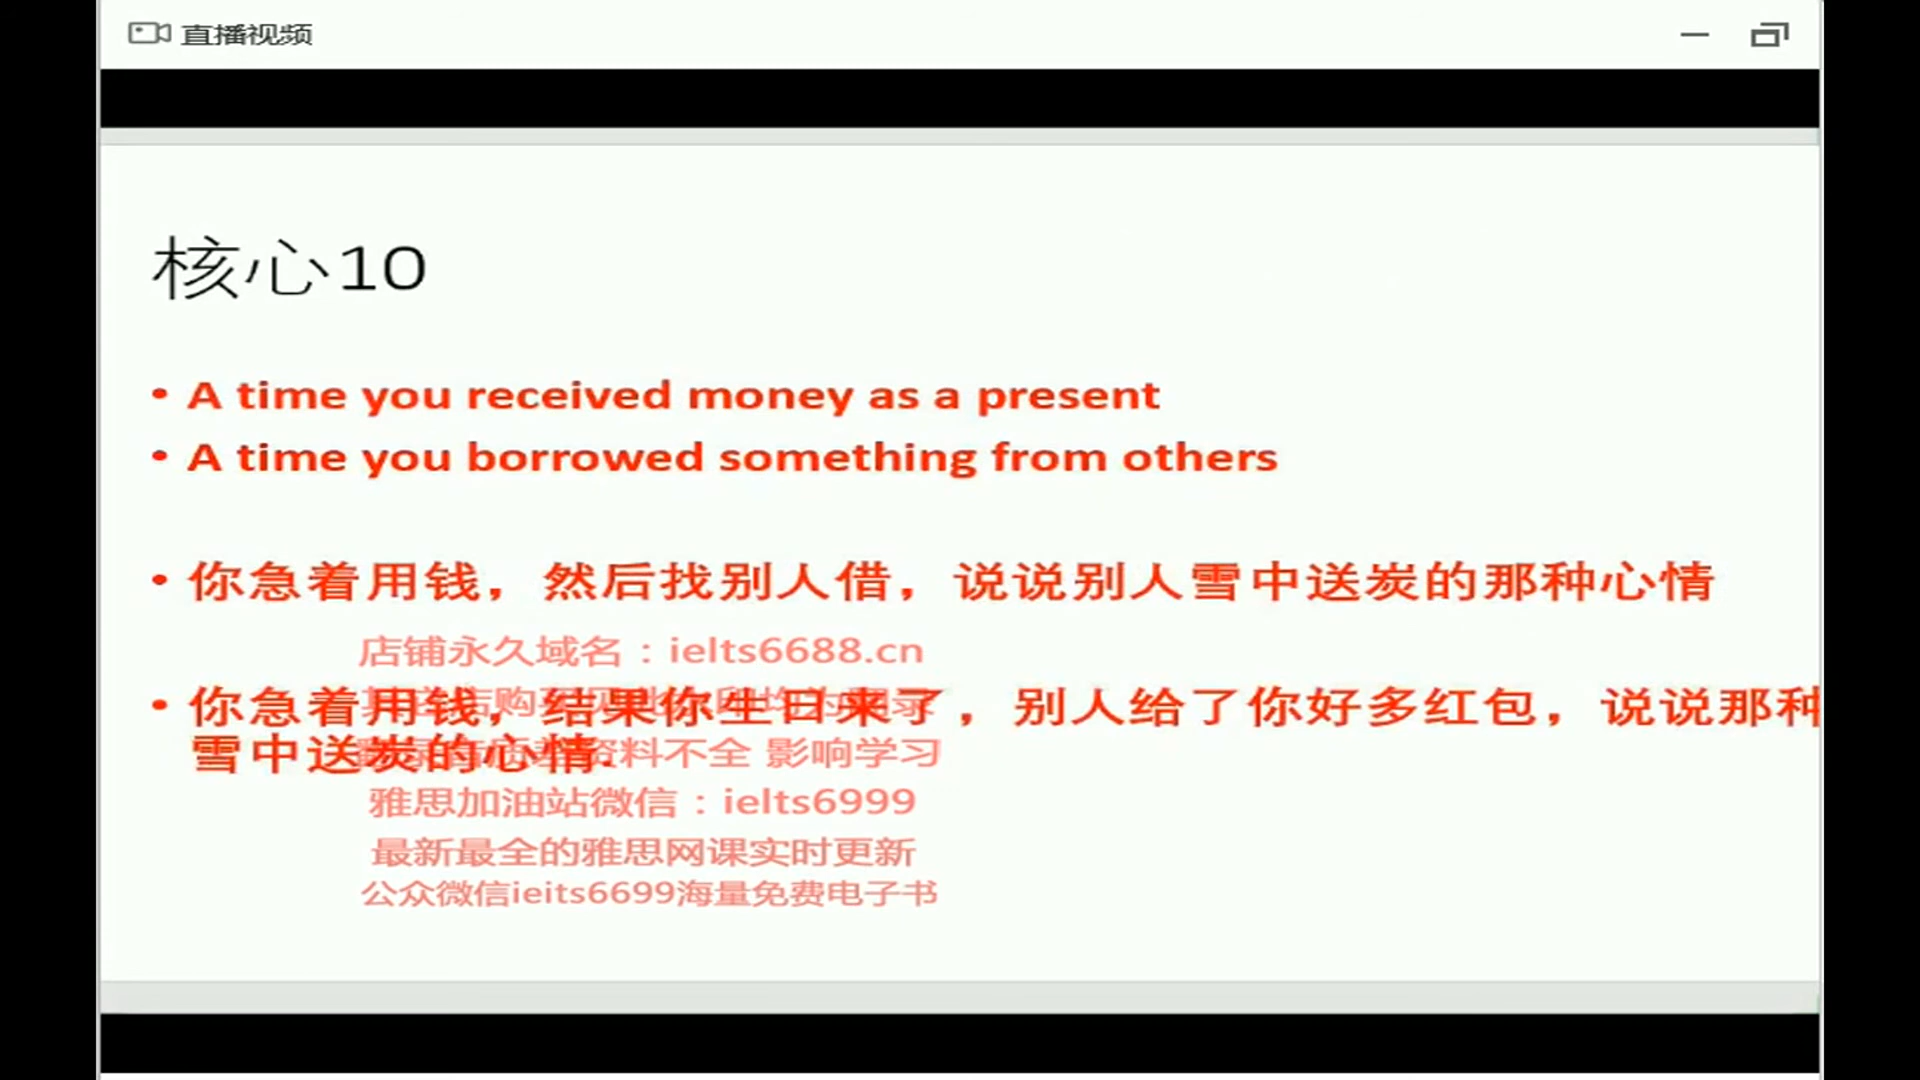 直播视频
核心10
• A time you received money as a present
• A time you borrowed something from others
• 你急着用钱，然后找别人借，说说别人雪中送炭的那种心情
店铺永久域名：ielts6688.cn
• 你急着用钱，结果你生日来了，别人给了你好多红包，说说那种
雪中送炭的心情.
资料不全 影响学习
雅思加油站微信：ielts6999
最新最全的雅思网课实时更新
公众微信ieits6699海量免费电子书